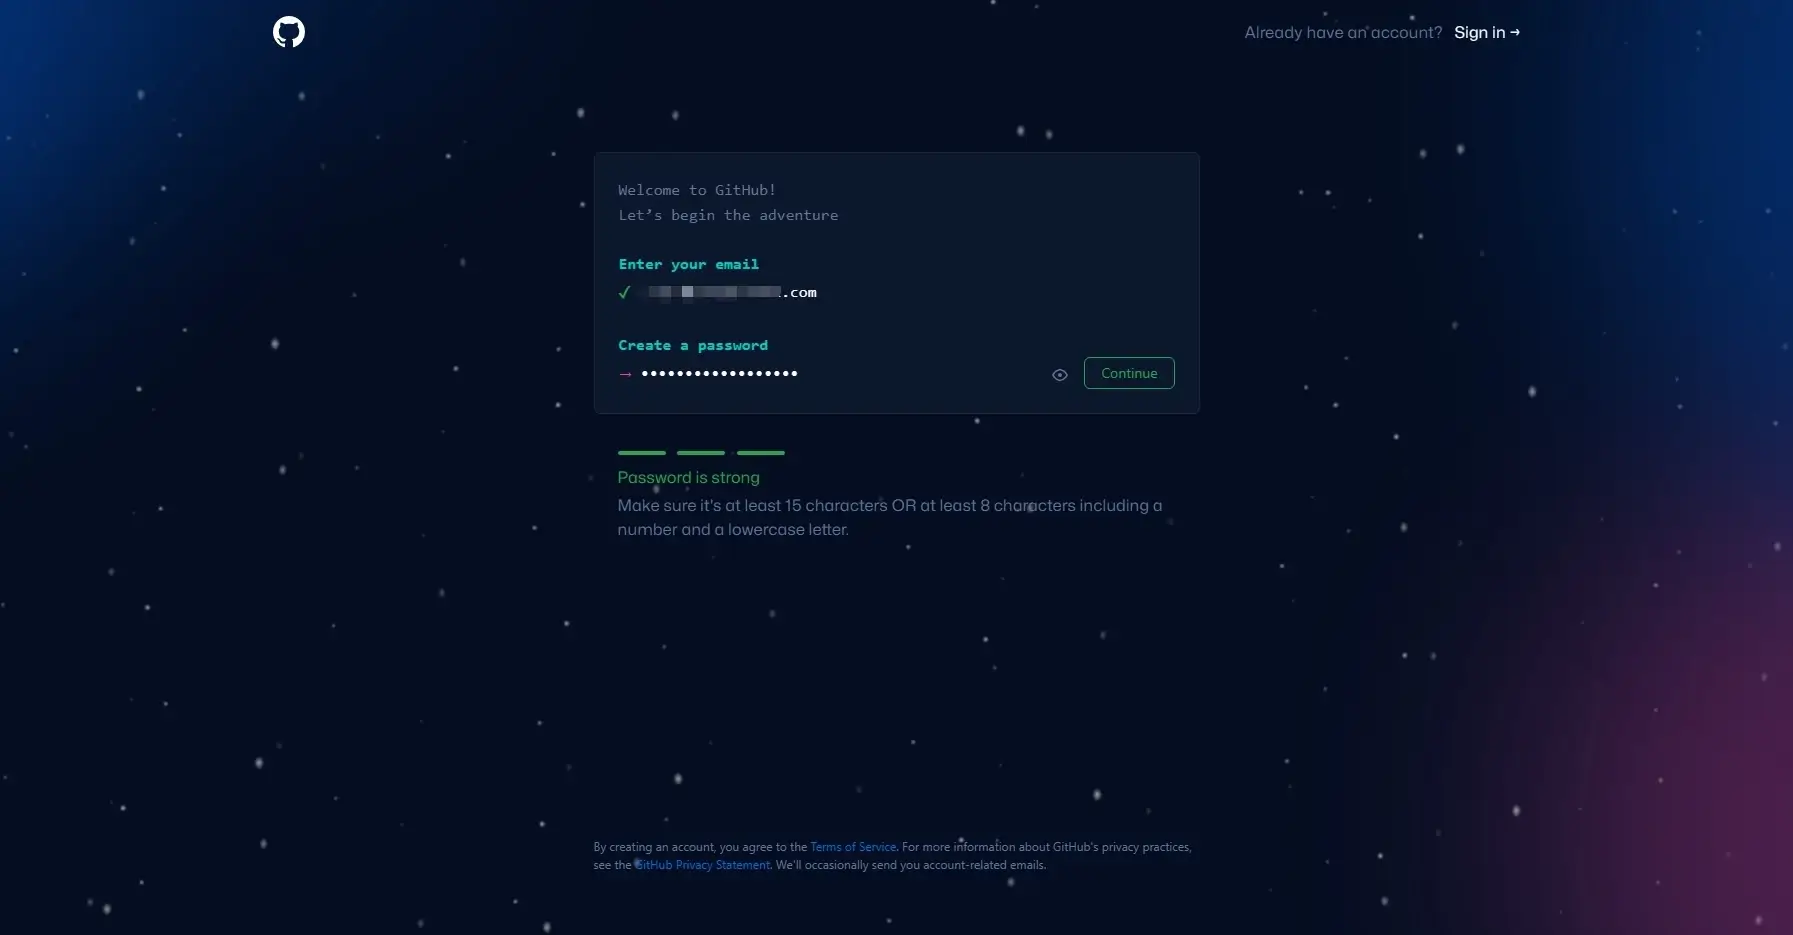 Already have an account? Sign in →
Welcome to GitHub!
Let’s begin the adventure
Enter your email
✓ .com
Create a password
→ ••••••••••••••••••
Continue
Password is strong
Make sure it's at least 15 characters OR at least 8 characters including a
number and a lowercase letter.
By creating an account, you agree to the Terms of Service. For more information about GitHub's privacy practices,
see the GitHub Privacy Statement. We'll occasionally send you account-related emails.